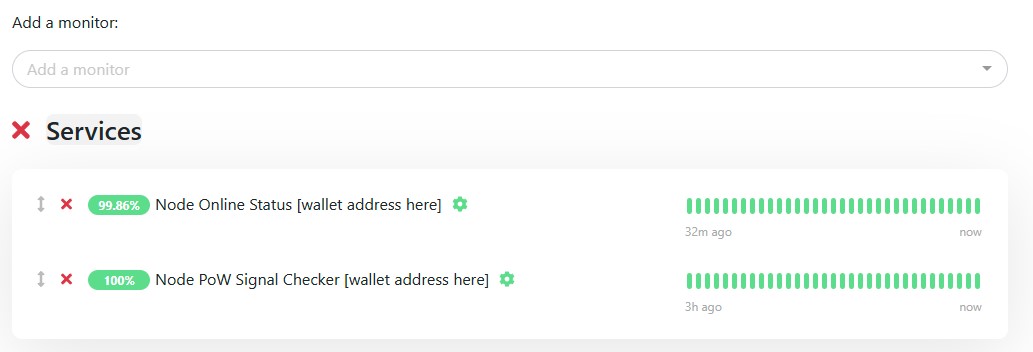 Add a monitor:
Add a monitor
Services
99.86% Node Online Status [wallet address here]
32m ago now
100% Node PoW Signal Checker [wallet address here]
3h ago now